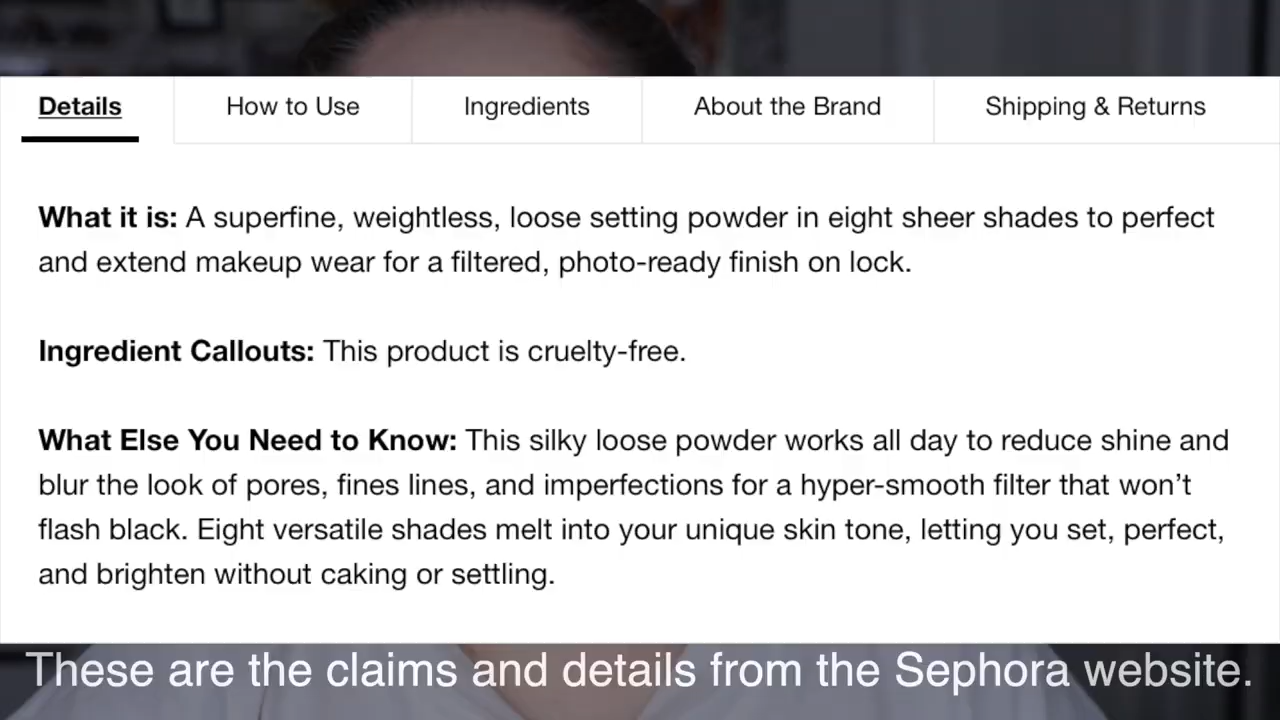 Details
How to Use
Ingredients
About the Brand
Shipping & Returns
What it is: A superfine, weightless, loose setting powder in eight sheer shades to perfect
and extend makeup wear for a filtered, photo-ready finish on lock.
Ingredient Callouts: This product is cruelty-free.
What Else You Need to Know: This silky loose powder works all day to reduce shine and
blur the look of pores, fines lines, and imperfections for a hyper-smooth filter that won’t
flash black. Eight versatile shades melt into your unique skin tone, letting you set, perfect,
and brighten without caking or settling.
These are the claims and details from the Sephora website.